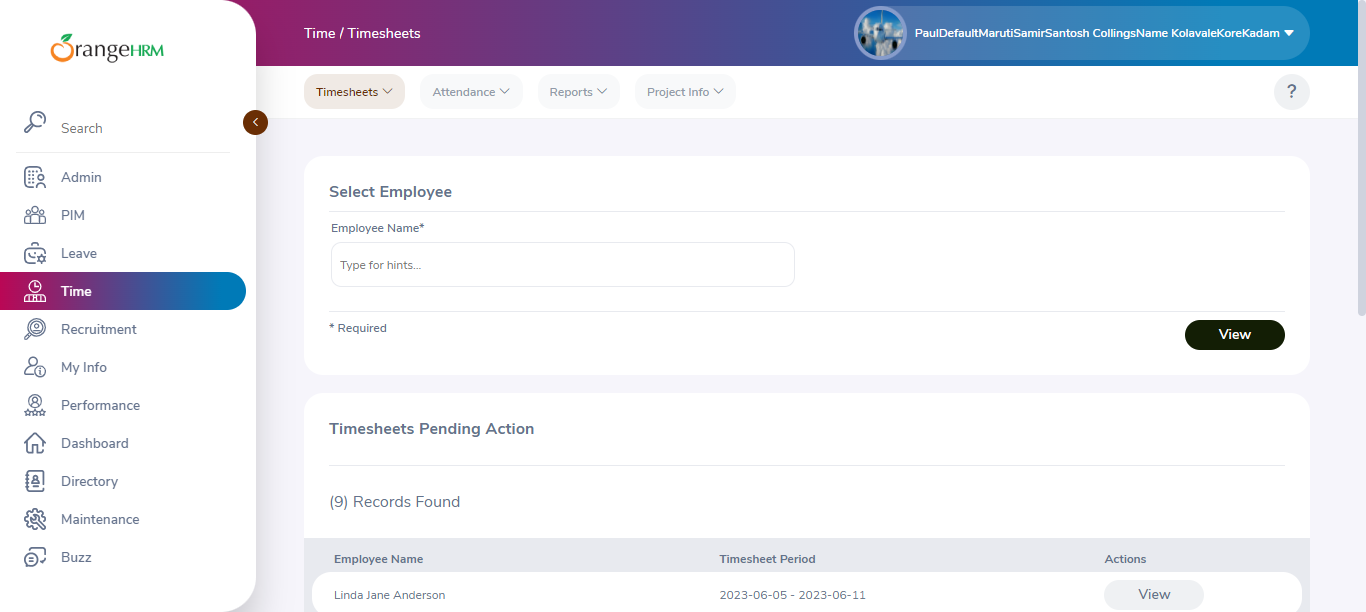 OrangeHRM
Time / Timesheets
PaulDefaultMarutiSamirSantosh CollingsName KolavaleKoreKadam
Timesheets
Attendance
Reports
Project Info
?
Search
Admin
PIM
Leave
Time
Recruitment
My Info
Performance
Dashboard
Directory
Maintenance
Buzz
Select Employee
Employee Name*
Type for hints...
* Required
View
Timesheets Pending Action
(9) Records Found
Employee Name Timesheet Period Actions
Linda Jane Anderson 2023-06-05 - 2023-06-11 View